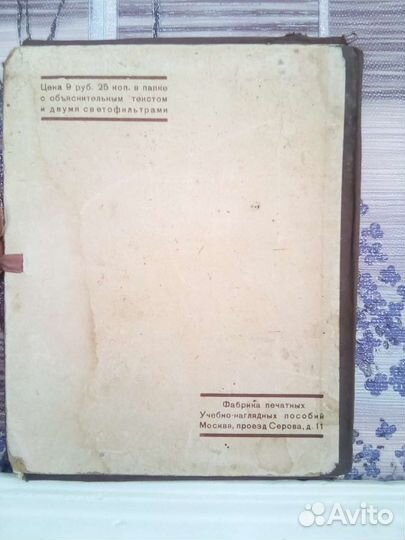 Цена 9 руб. 25 коп. в папке
с объяснительным текстом
и двумя светофильтрами
Фабрика печатных
Учебно-наглядных пособий
Москва, проезд Серова, д. 11
Avito